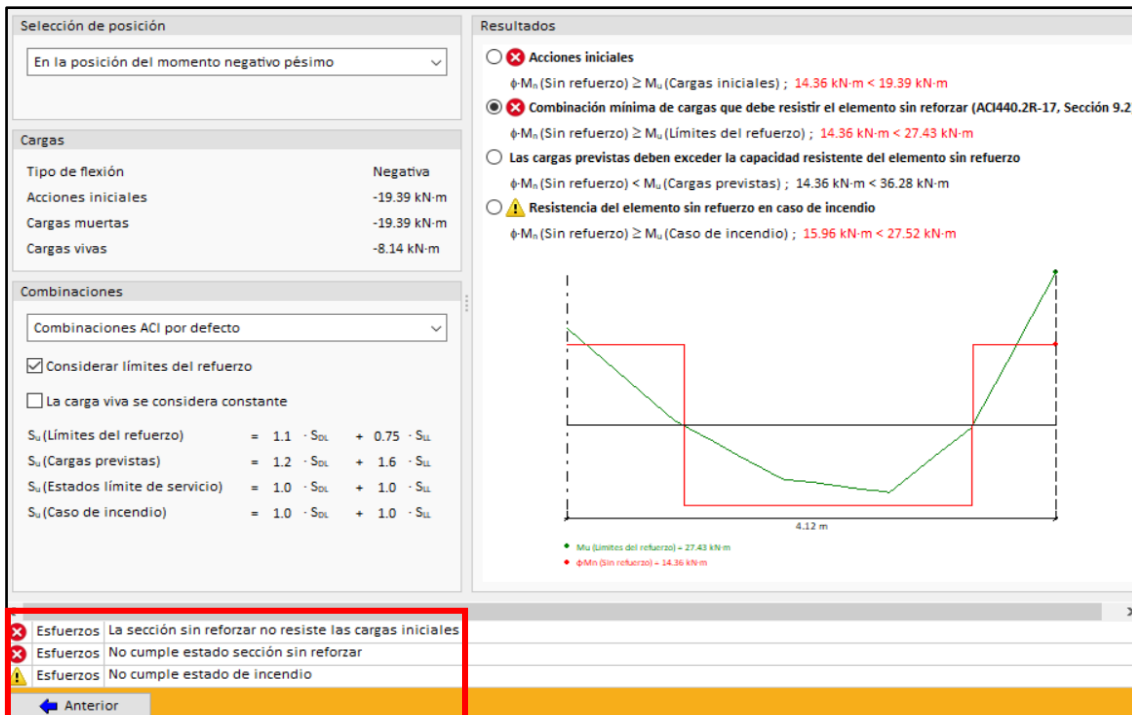 Selección de posición
En la posición del momento negativo pésimo
Cargas
Tipo de flexión Negativa
Acciones iniciales -19.39 kN·m
Cargas muertas -19.39 kN·m
Cargas vivas -8.14 kN·m
Combinaciones
Combinaciones ACI por defecto
Considerar límites del refuerzo
La carga viva se considera constante
Su (Límites del refuerzo) = 1.1 · SDL + 0.75 · SLL
Su (Cargas previstas) = 1.2 · SDL + 1.6 · SLL
Su (Estados límite de servicio) = 1.0 · SDL + 1.0 · SLL
Su (Caso de incendio) = 1.0 · SDL + 1.0 · SLL
Resultados
Acciones iniciales
ϕ·Mn (Sin refuerzo) ≥ Mu (Cargas iniciales) ; 14.36 kN·m < 19.39 kN·m
Combinación mínima de cargas que debe resistir el elemento sin reforzar (ACI440.2R-17, Sección 9.2
ϕ·Mn (Sin refuerzo) ≥ Mu (Límites del refuerzo) ; 14.36 kN·m < 27.43 kN·m
Las cargas previstas deben exceder la capacidad resistente del elemento sin refuerzo
ϕ·Mn (Sin refuerzo) < Mu (Cargas previstas) ; 14.36 kN·m < 36.28 kN·m
Resistencia del elemento sin refuerzo en caso de incendio
ϕ·Mn (Sin refuerzo) ≥ Mu (Caso de incendio) ; 15.96 kN·m < 27.52 kN·m
4.12 m
Mu (Límites del refuerzo) = 27.43 kN·m
ϕMn (Sin refuerzo) = 14.36 kN·m
Esfuerzos La sección sin reforzar no resiste las cargas iniciales
Esfuerzos No cumple estado sección sin reforzar
Esfuerzos No cumple estado de incendio
Anterior